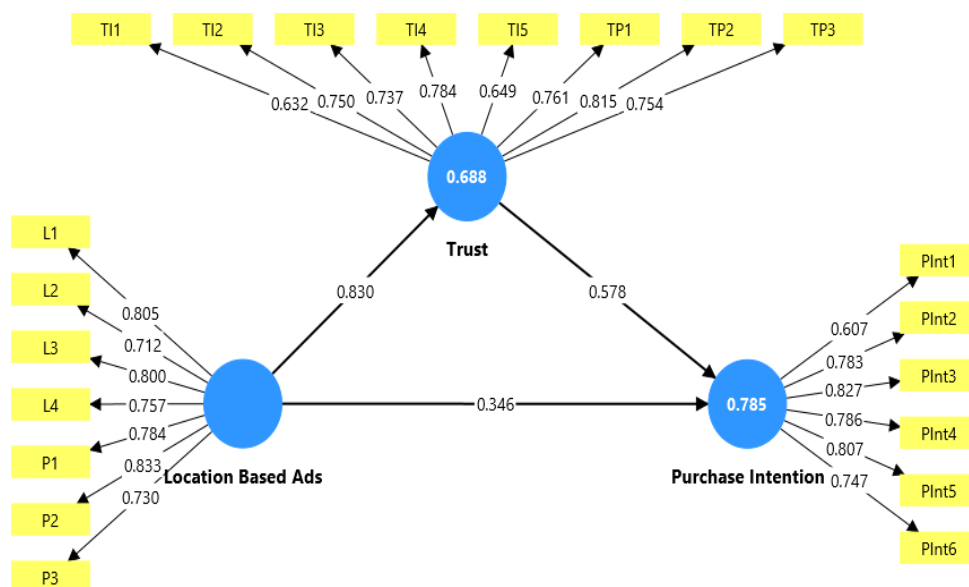 TI1 TI2 TI3 TI4 TI5 TP1 TP2 TP3
0.632 0.750 0.737 0.784 0.649 0.761 0.815 0.754
0.688
Trust
L1
L2
L3
L4
P1
P2
P3
0.805
0.712
0.800
0.757
0.784
0.833
0.730
Location Based Ads
0.830
0.578
0.346
0.785
Purchase Intention
0.607
0.783
0.827
0.786
0.807
0.747
PInt1
PInt2
PInt3
PInt4
PInt5
PInt6